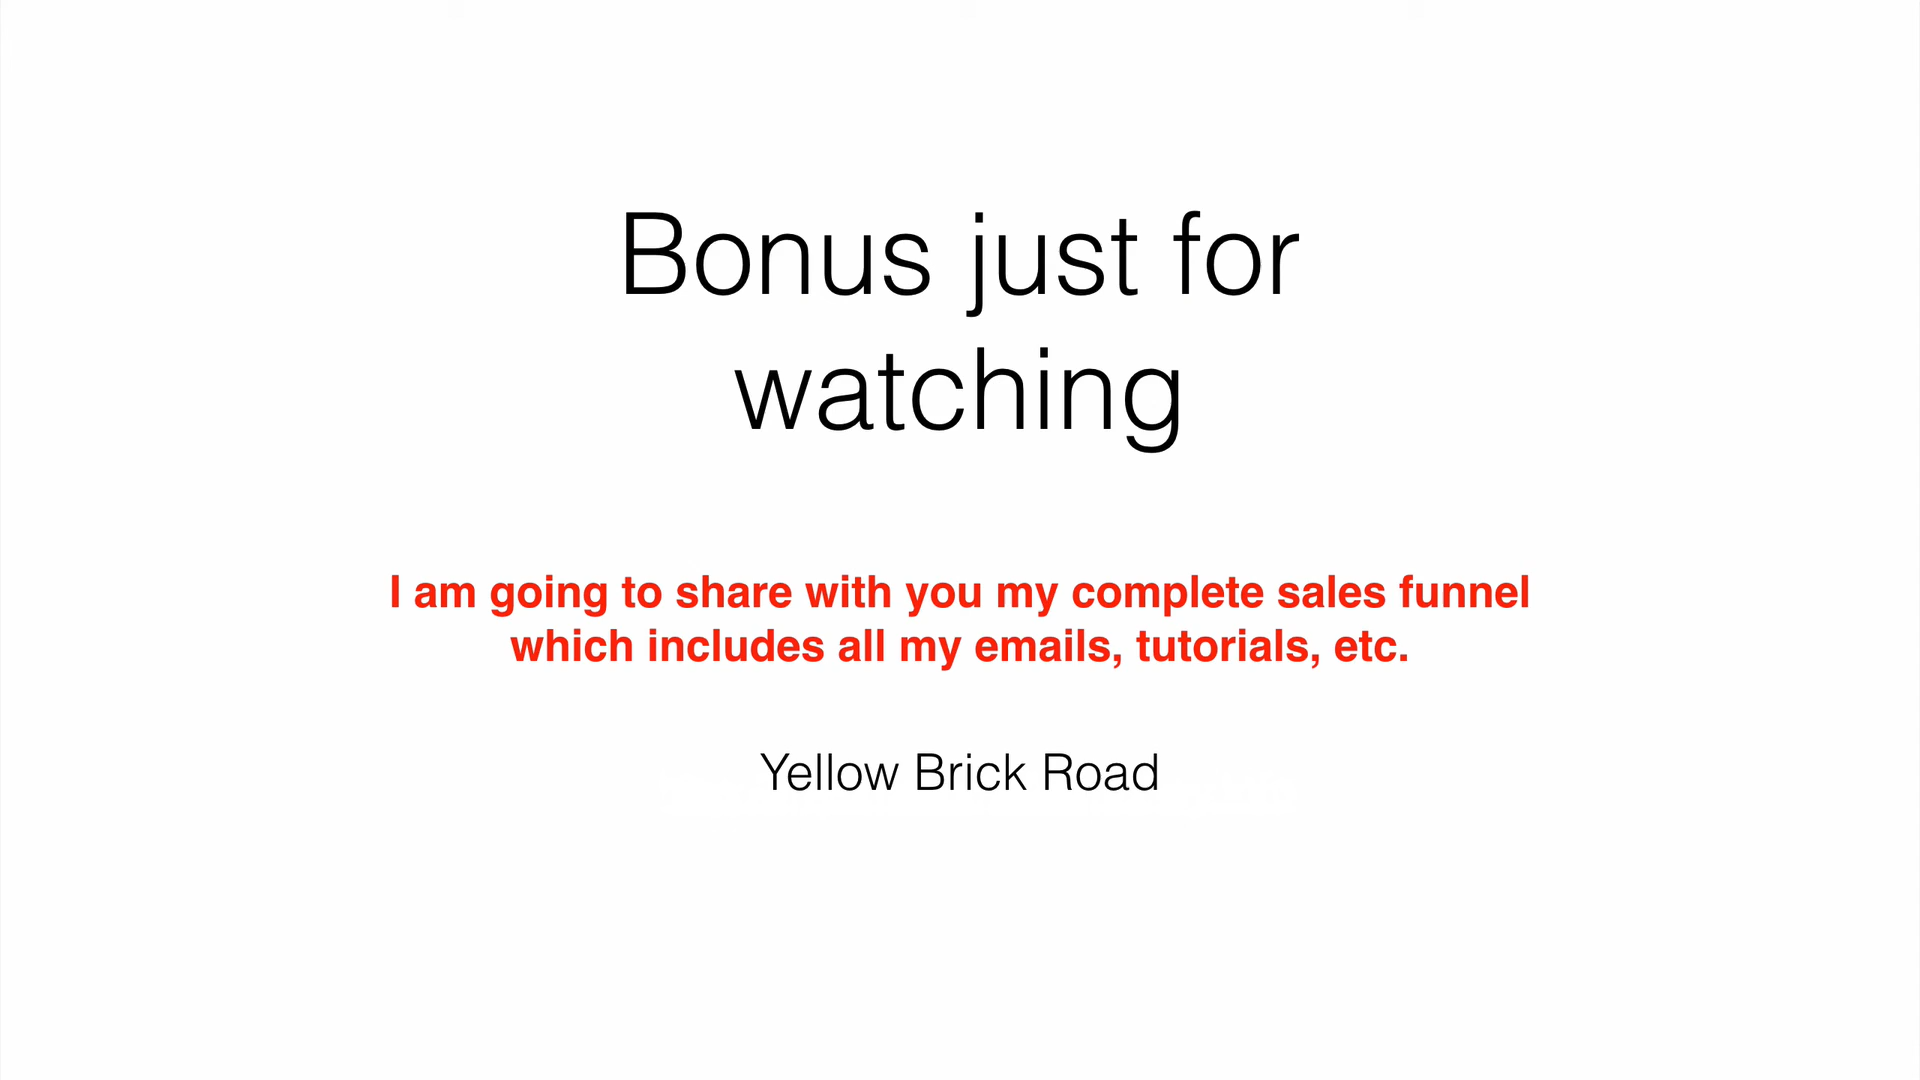 Bonus just for
watching
I am going to share with you my complete sales funnel
which includes all my emails, tutorials, etc.
Yellow Brick Road